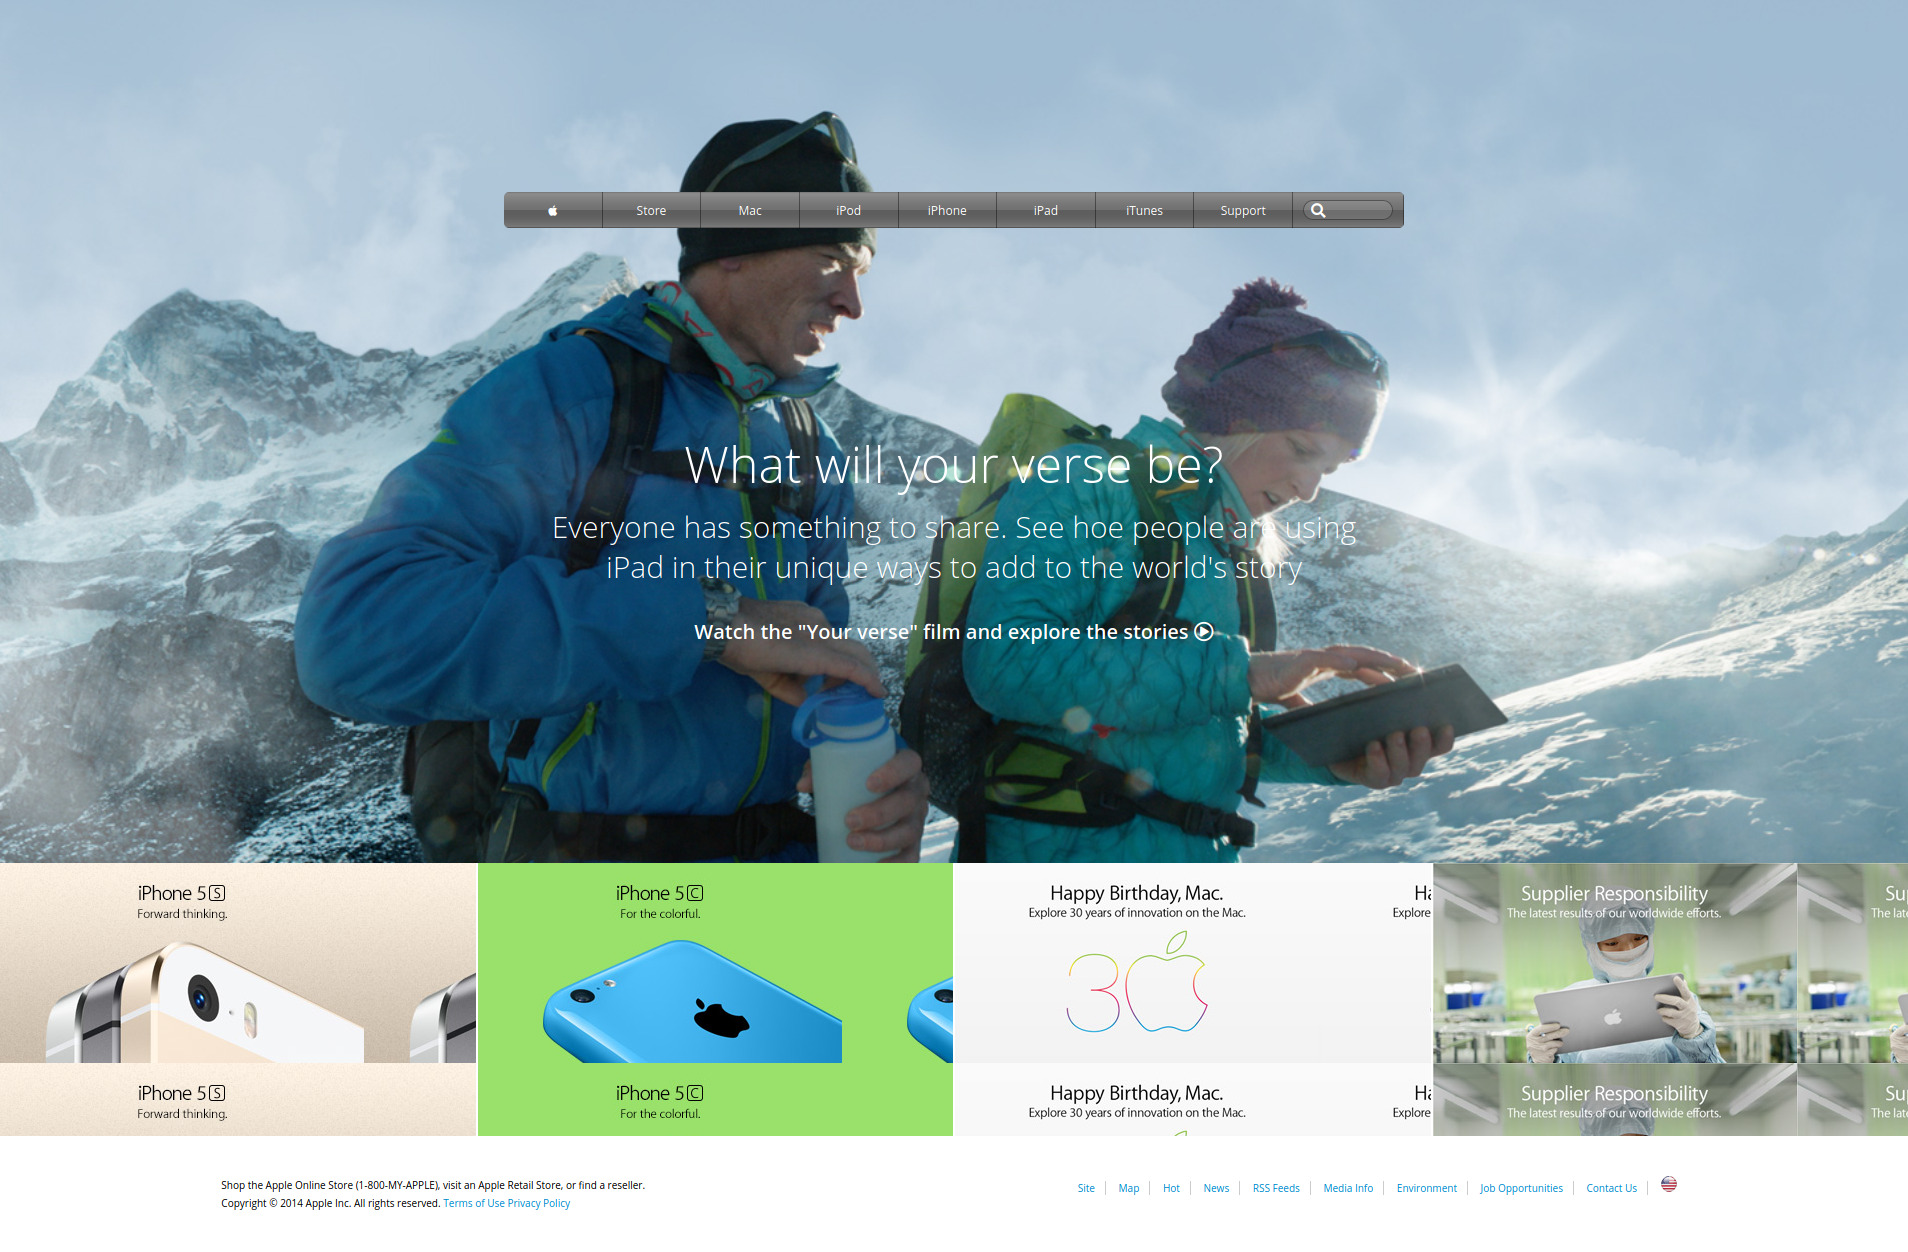 Store Mac iPod iPhone iPad iTunes Support
What will your verse be?
Everyone has something to share. See hoe people are using
iPad in their unique ways to add to the world's story
Watch the "Your verse" film and explore the stories
iPhone 5S
Forward thinking.
iPhone 5C
For the colorful.
Happy Birthday, Mac.
Explore 30 years of innovation on the Mac.
30
Ha
Explore
Supplier Responsibility
The latest results of our worldwide efforts.
Su
The late
iPhone 5S
Forward thinking.
iPhone 5C
For the colorful.
Happy Birthday, Mac.
Explore 30 years of innovation on the Mac.
Ha
Explore
Supplier Responsibility
The latest results of our worldwide efforts.
Su
The late
Shop the Apple Online Store (1-800-MY-APPLE), visit an Apple Retail Store, or find a reseller.
Copyright © 2014 Apple Inc. All rights reserved. Terms of Use Privacy Policy
Site Map Hot News RSS Feeds Media Info Environment Job Opportunities Contact Us